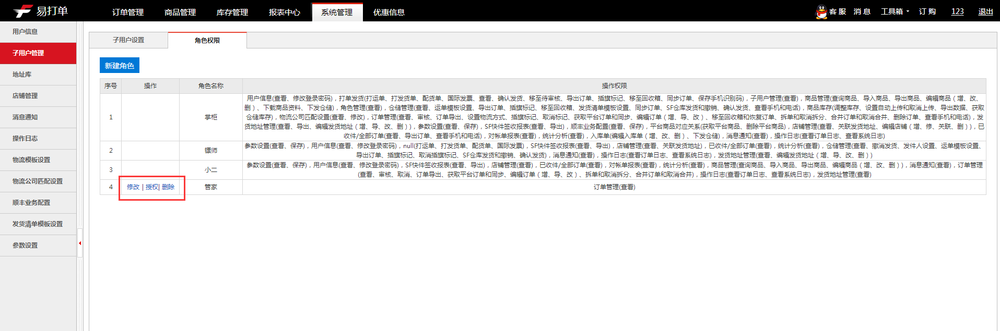 易打单
订单管理 商品管理 库存管理 报表中心 系统管理 优惠信息
客 服 消 息 工具箱 订 购 123 退出
用户信息
子用户管理
地址库
店铺管理
消息通知
操作日志
物流模板设置
物流公司匹配设置
顺丰业务配置
发货清单模板设置
参数设置
子用户设置 角色权限
新建角色
序号 操作 角色名称 操作权限
用户信息(查看、修改登录密码)，打单发货(打运单、打发货单、配货单、国际发票、查看、确认发货、移至待审核、导出订单、插旗标记、移至回收箱、同步订单、保存手机识别码)，子用户管理(查看)，商品管理(查询商品、导入商品、导出商品、编辑商品（增、改、
删）、下载商品资料、下发仓储)，角色管理(查看)，仓储管理(查看、运单模板设置、导出订单、插旗标记、移至回收箱、发货清单模板设置、同步订单、SF仓库发货和撤销、确认发货、查看手机和电话)，商品库存(调整库存、设置自动上传和取消上传、导出数据、获取
1 掌柜 仓储库存)，物流公司匹配设置(查看、修改)，订单管理(查看、审核、订单导出、设置物流方式、插旗标记、取消标记、获取平台订单和同步、编辑订单（增、导、改）、移至回收箱和恢复订单、拆单和取消拆分、合并订单和取消合并、删除订单、查看手机和电话)，发
货地址管理(查看、导出、编辑发货地址（增、导、改、删）)，参数设置(查看、保存)，SF快件签收报表(查看、导出)，顺丰业务配置(查看、保存)，平台商品对应关系(获取平台商品、删除平台商品)，店铺管理(查看、关联发货地址、编辑店铺（增、修、关联、删）)，已
收件/全部订单(查看、导出订单、查看手机和电话)，对帐单报表(查看)，统计分析(查看)，入库单(编辑入库单（增、改、删）、下发仓储)，消息通知(查看)，操作日志(查看订单日志、查看系统日志)
2 镖师 参数设置(查看、保存)，用户信息(查看、修改登录密码)，null(打运单、打发货单、配货单、国际发票)，SF快件签收报表(查看、导出)，店铺管理(查看、关联发货地址)，已收件/全部订单(查看)，统计分析(查看)，仓储管理(查看、撤消发货、发件人设置、运单模板设置、
导出订单、插旗标记、取消插旗标记、SF仓库发货和撤销、确认发货)，消息通知(查看)，操作日志(查看订单日志、查看系统日志)，发货地址管理(查看、编辑发货地址（增、导、改、删）)
3 小二 参数设置(查看、保存)，用户信息(查看、修改登录密码)，SF快件签收报表(查看、导出)，店铺管理(查看)，已收件/全部订单(查看)，对帐单报表(查看)，统计分析(查看)，商品管理(查询商品、导入商品、导出商品、编辑商品（增、改、删）)，消息通知(查看)，订单管理
(查看、审核、取消、订单导出、获取平台订单和同步、编辑订单（增、导、改）、拆单和取消拆分、合并订单和取消合并)，操作日志(查看订单日志、查看系统日志)，发货地址管理(查看)
4 修改 | 授权| 删除 管家 订单管理(查看)